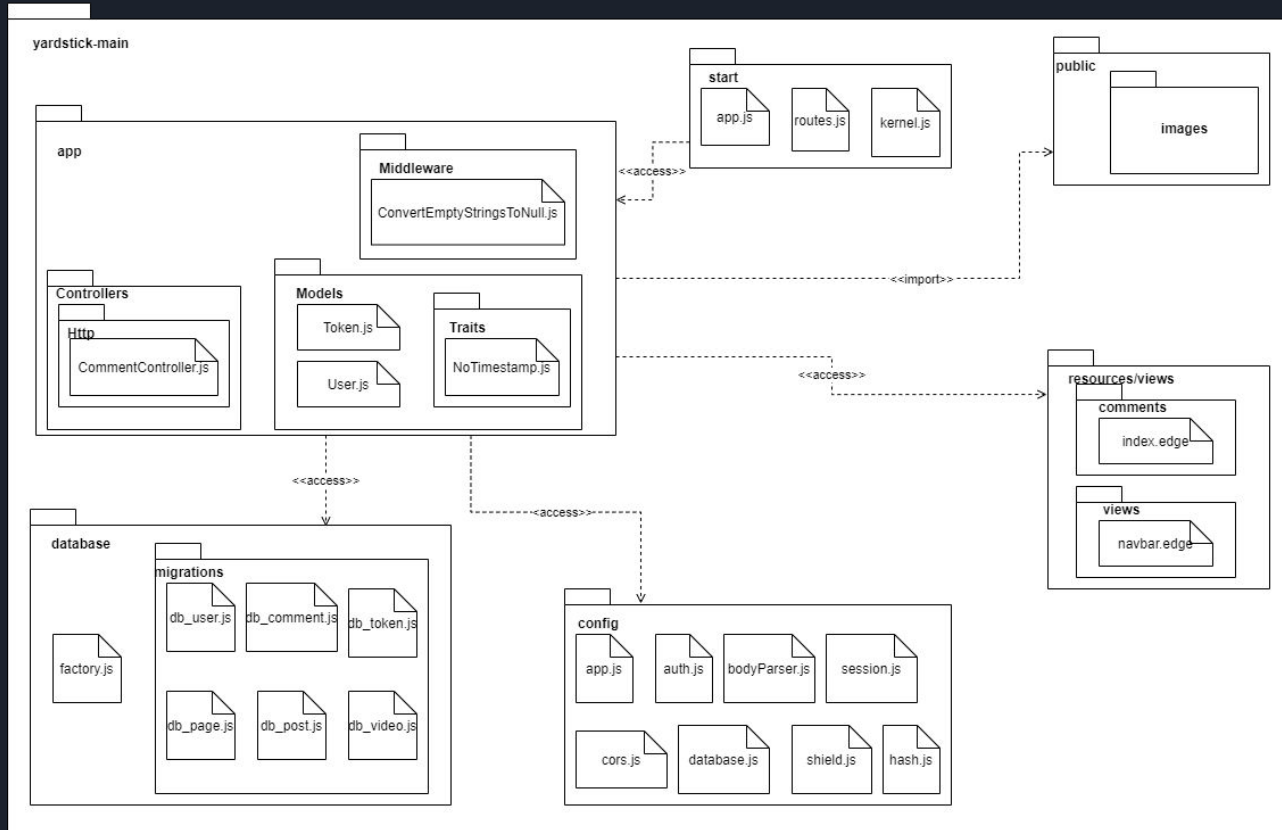 yardstick-main
app
Middleware
ConvertEmptyStringsToNull.js
Controllers
Http
CommentController.js
Models
Token.js
User.js
Traits
NoTimestamp.js
start
app.js
routes.js
kernel.js
<<access>>
public
images
<<import>>
<<access>>
resources/views
comments
index.edge
views
navbar.edge
<<access>>
<access>>
database
migrations
db_user.js
db_comment.js
db_token.js
factory.js
db_page.js
db_post.js
db_video.js
config
app.js
auth.js
bodyParser.js
session.js
cors.js
database.js
shield.js
hash.js